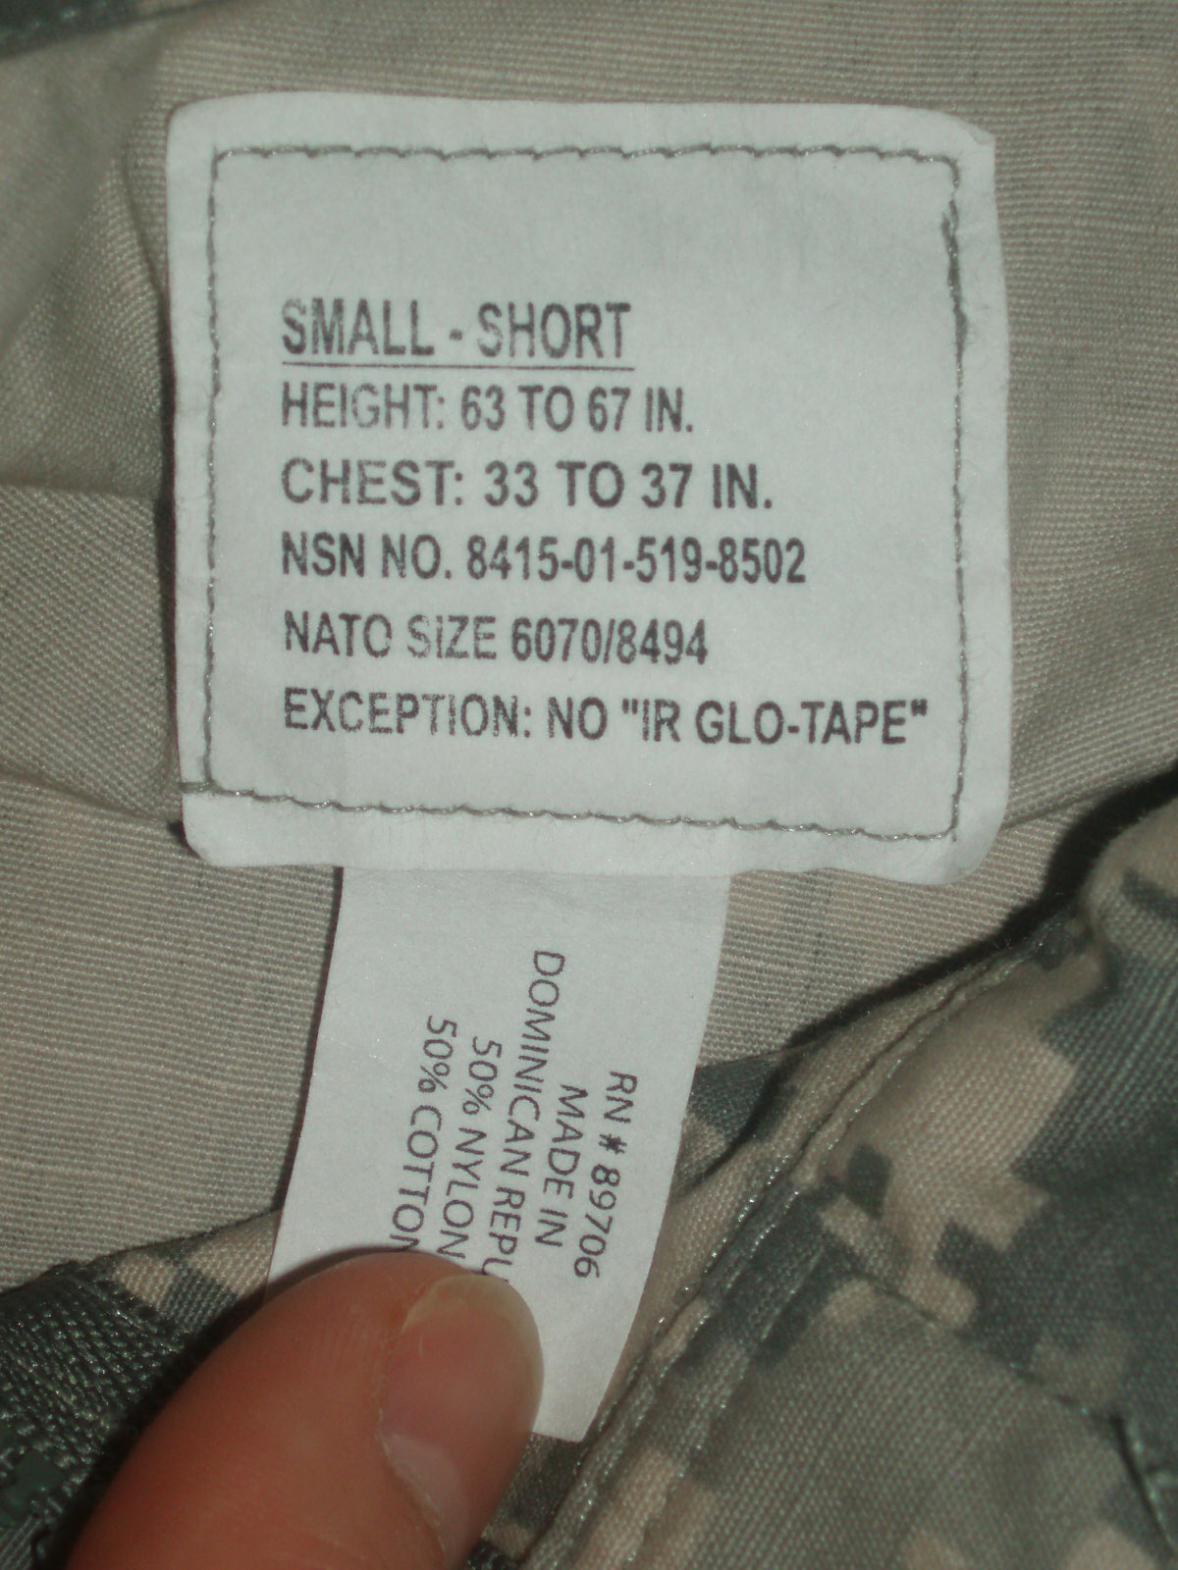 SMALL - SHORT
HEIGHT: 63 TO 67 IN.
CHEST: 33 TO 37 IN.
NSN NO. 8415-01-519-8502
NATO SIZE 6070/8494
EXCEPTION: NO "IR GLO-TAPE"
RN # 89706
MADE IN
DOMINICAN REPU
50% NYLON
50% COTTON